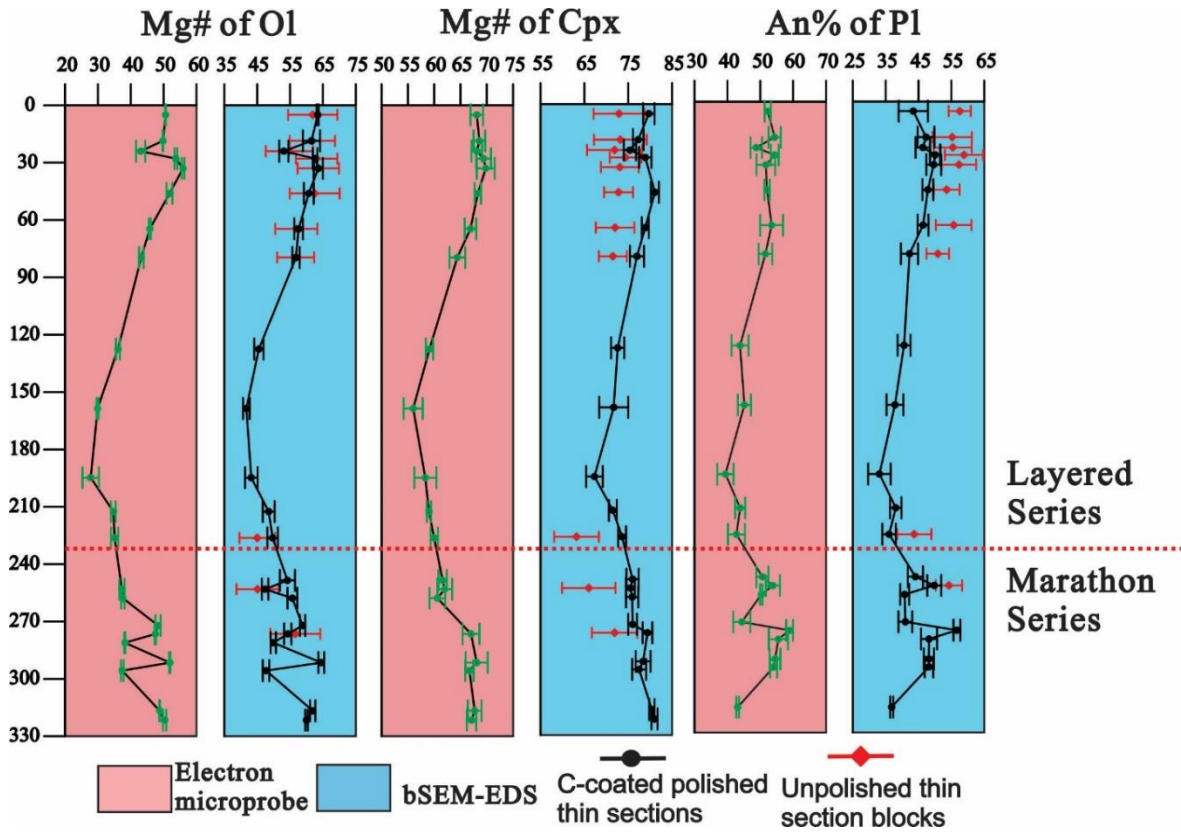 Mg# of Ol Mg# of Cpx An% of Pl
20 30 40 50 60 35 45 55 65 75 50 55 60 65 70 75 55 65 75 85 30 40 50 60 70 25 35 45 55 65
0
30
60
90
120
150
180
210
240
270
300
330
Layered
Series
Marathon
Series
Electron
microprobe
bSEM-EDS
C-coated polished
thin sections
Unpolished thin
section blocks